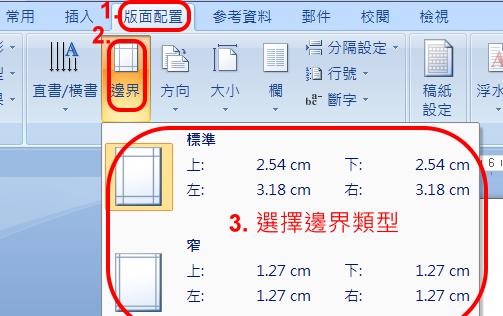 1.
常用 插入 版面配置 參考資料 郵件 校閱 檢視
2.
直書/橫書 邊界 方向 大小 欄 分隔設定 稿紙設定
行號
斷字
標準
上: 2.54 cm 下: 2.54 cm
左: 3.18 cm 右: 3.18 cm
3. 選擇邊界類型
窄
上: 1.27 cm 下: 1.27 cm
左: 1.27 cm 右: 1.27 cm